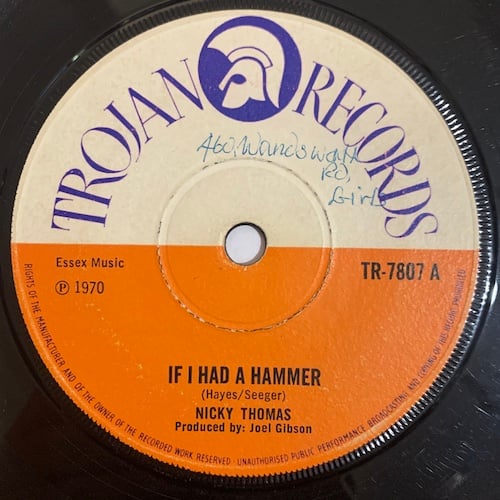 TROJAN RECORDS
460, Wandsworth
RD,
Girls
Essex Music
Ⓟ 1970
TR-7807 A
IF I HAD A HAMMER
(Hayes/Seeger)
NICKY THOMAS
Produced by: Joel Gibson
RIGHTS OF THE MANUFACTURER AND OF THE OWNER OF THE RECORDED WORK RESERVED - UNAUTHORISED PUBLIC PERFORMANCE, BROADCASTING AND COPYING OF THIS RECORD PROHIBITED